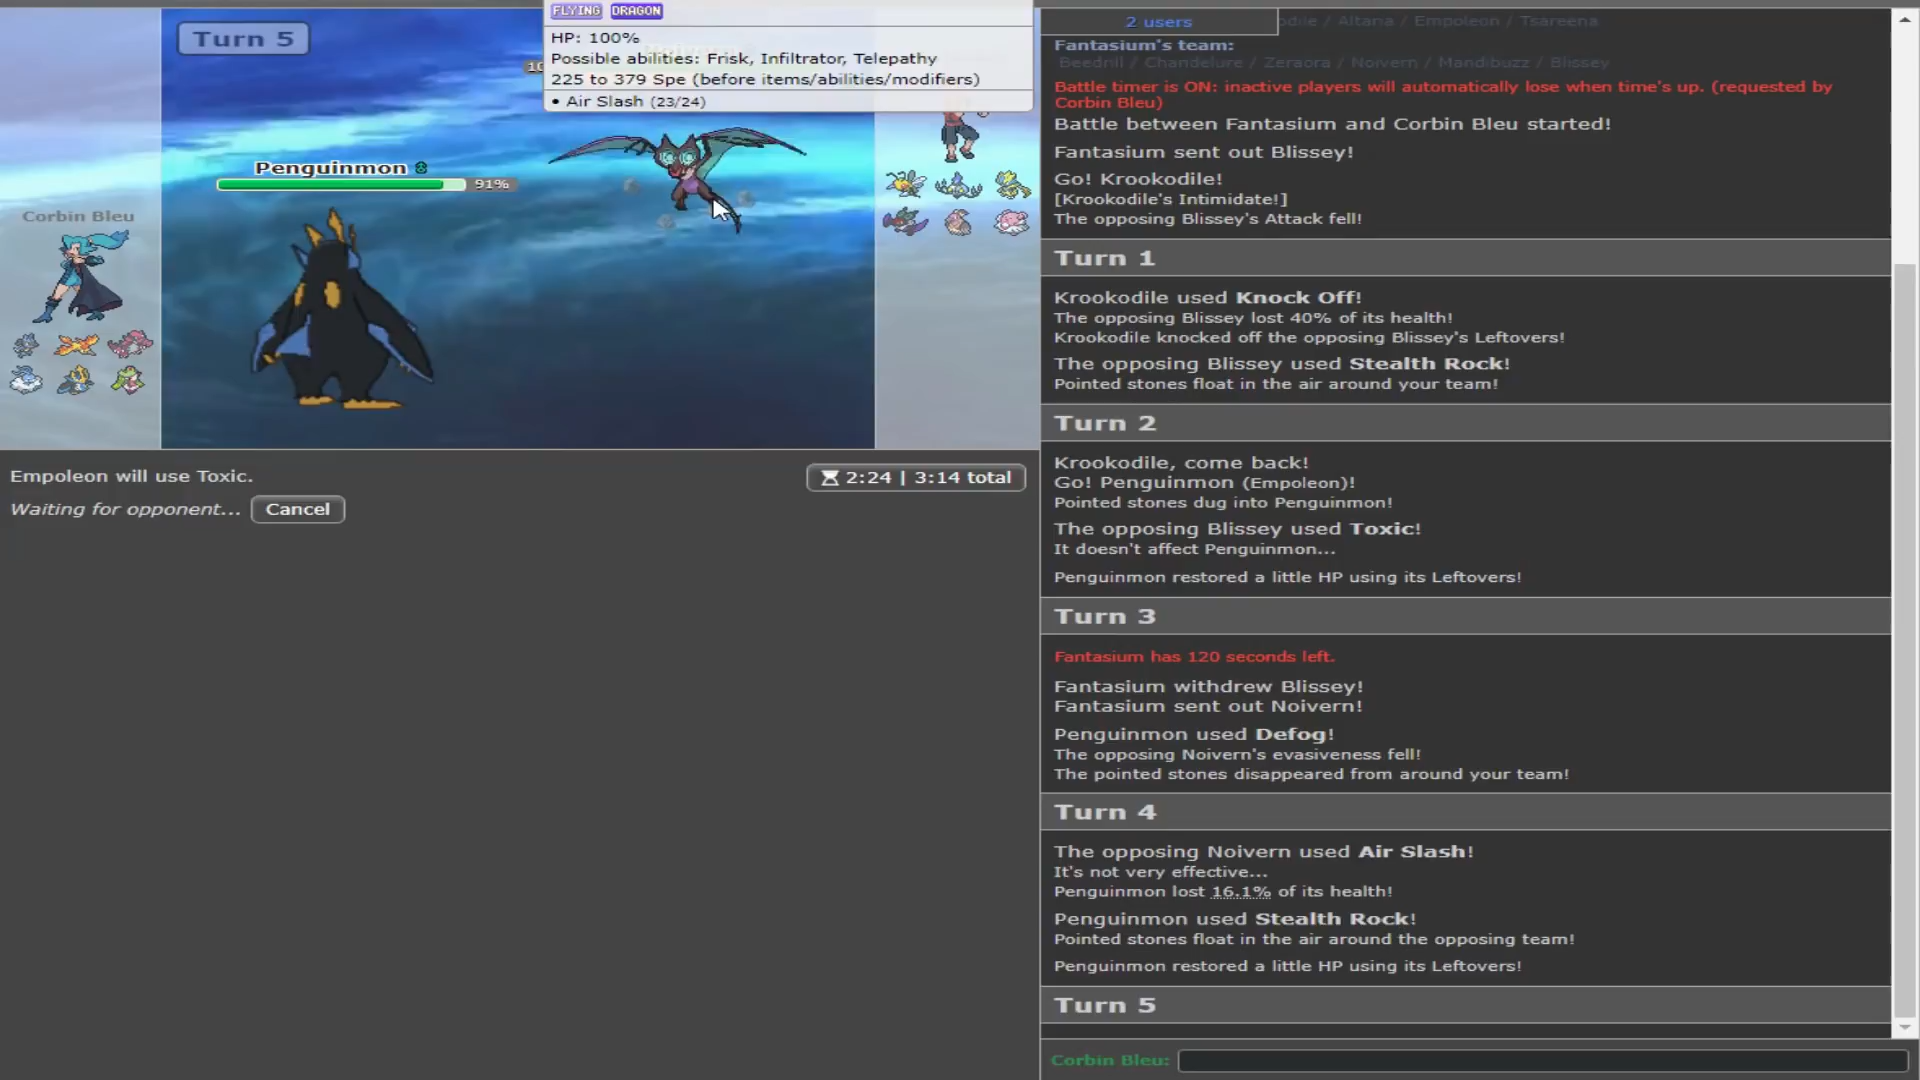 Turn 5
FLYING DRAGON
HP: 100%
Possible abilities: Frisk, Infiltrator, Telepathy
225 to 379 Spe (before items/abilities/modifiers)
• Air Slash (23/24)
Penguinmon
91%
Corbin Bleu
Empoleon will use Toxic.
2:24 | 3:14 total
Waiting for opponent... Cancel
2 users
/ Altaria / Empoleon / Tsareena
Fantasium's team:
Beedrill / Chandelure / Zeraora / Noivern / Mandibuzz / Blissey
Battle timer is ON: inactive players will automatically lose when time's up. (requested by
Corbin Bleu)
Battle between Fantasium and Corbin Bleu started!
Fantasium sent out Blissey!
Go! Krookodile!
[Krookodile's Intimidate!]
The opposing Blissey's Attack fell!
Turn 1
Krookodile used Knock Off!
The opposing Blissey lost 40% of its health!
Krookodile knocked off the opposing Blissey's Leftovers!
The opposing Blissey used Stealth Rock!
Pointed stones float in the air around your team!
Turn 2
Krookodile, come back!
Go! Penguinmon (Empoleon)!
Pointed stones dug into Penguinmon!
The opposing Blissey used Toxic!
It doesn't affect Penguinmon...
Penguinmon restored a little HP using its Leftovers!
Turn 3
Fantasium has 120 seconds left.
Fantasium withdrew Blissey!
Fantasium sent out Noivern!
Penguinmon used Defog!
The opposing Noivern's evasiveness fell!
The pointed stones disappeared from around your team!
Turn 4
The opposing Noivern used Air Slash!
It's not very effective...
Penguinmon lost 16.1% of its health!
Penguinmon used Stealth Rock!
Pointed stones float in the air around the opposing team!
Penguinmon restored a little HP using its Leftovers!
Turn 5
Corbin Bleu: